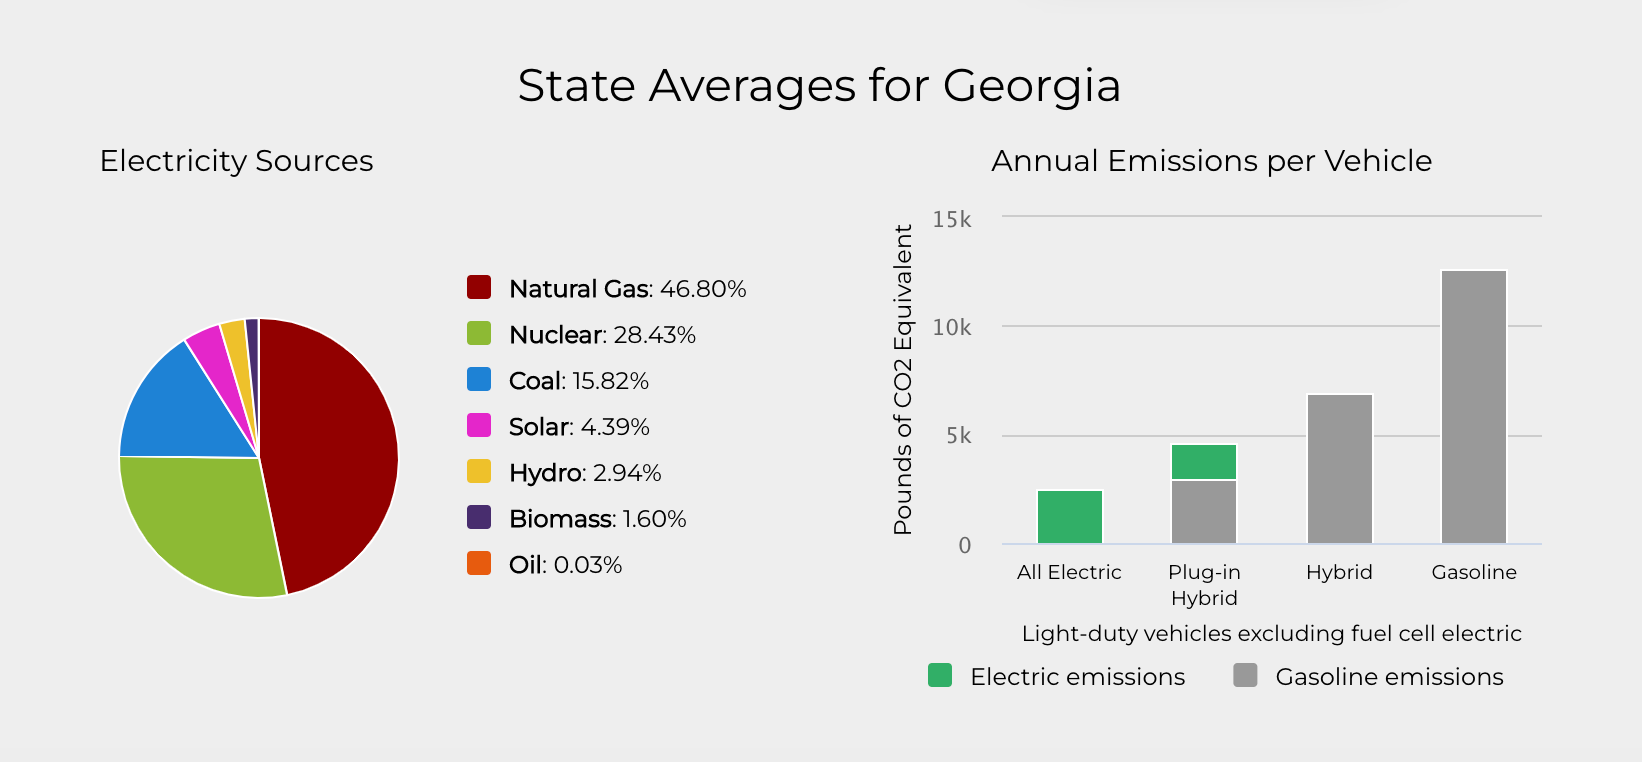 State Averages for Georgia
Electricity Sources
Natural Gas: 46.80%
Nuclear: 28.43%
Coal: 15.82%
Solar: 4.39%
Hydro: 2.94%
Biomass: 1.60%
Oil: 0.03%
Annual Emissions per Vehicle
Pounds of CO2 Equivalent
15k
10k
5k
0
All Electric
Plug-in
Hybrid
Hybrid
Gasoline
Light-duty vehicles excluding fuel cell electric
Electric emissions
Gasoline emissions